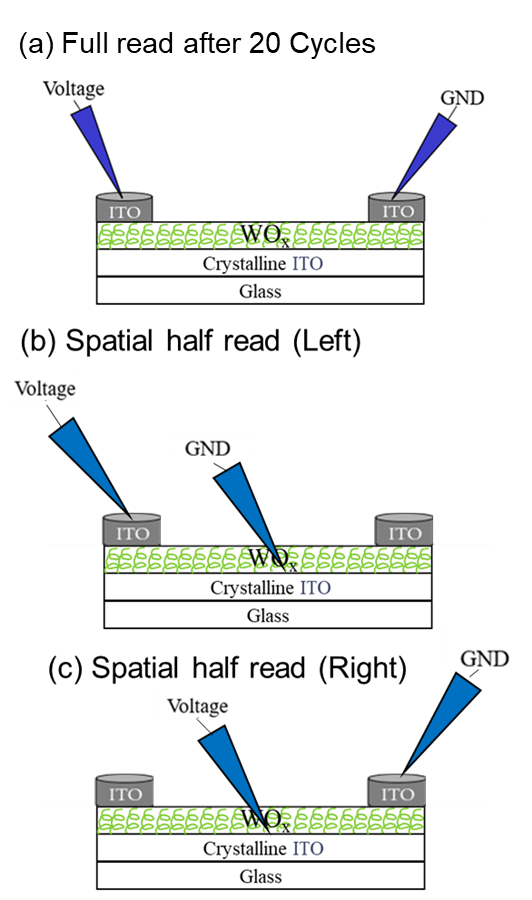 (a) Full read after 20 Cycles
Voltage
GND
ITO
ITO
WOₓ
Crystalline ITO
Glass
(b) Spatial half read (Left)
Voltage
GND
ITO
ITO
WOₓ
Crystalline ITO
Glass
(c) Spatial half read (Right)
GND
Voltage
ITO
ITO
WOₓ
Crystalline ITO
Glass